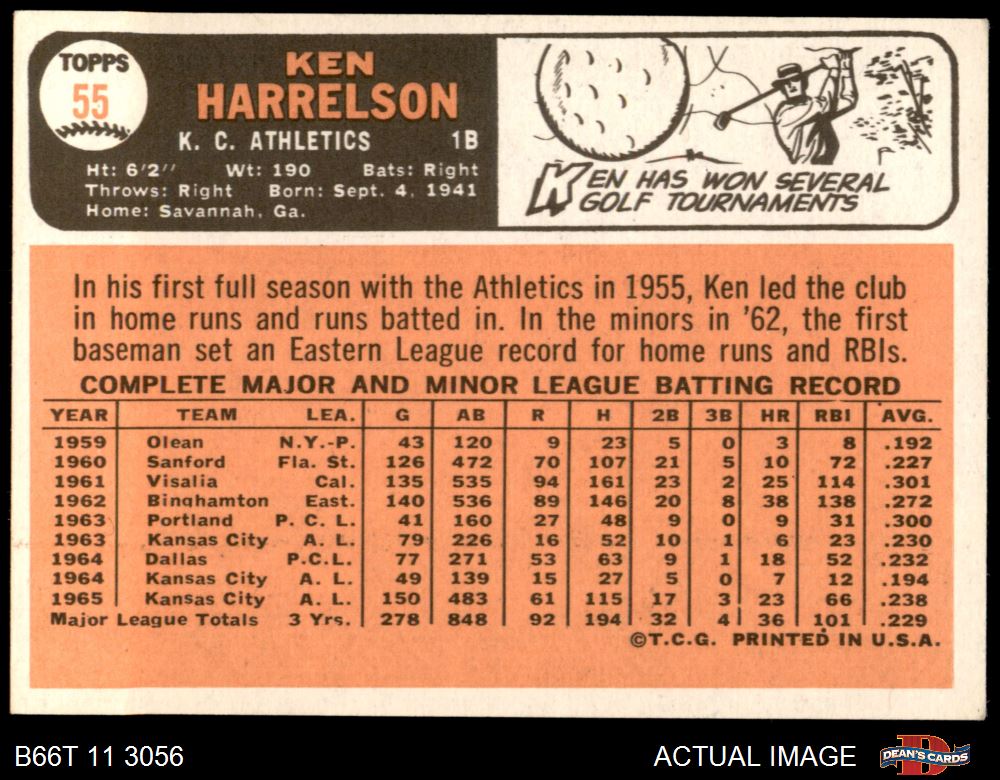 TOPPS
55
KEN
HARRELSON
K. C. ATHLETICS 1B
Ht: 6'2" Wt: 190 Bats: Right
Throws: Right Born: Sept. 4, 1941
Home: Savannah, Ga.
KEN HAS WON SEVERAL
GOLF TOURNAMENTS
In his first full season with the Athletics in 1955, Ken led the club
in home runs and runs batted in. In the minors in '62, the first
baseman set an Eastern League record for home runs and RBIs.
COMPLETE MAJOR AND MINOR LEAGUE BATTING RECORD
YEAR TEAM LEA. G AB R H 2B 3B HR RBI AVG.
1959 Olean N.Y.-P. 43 120 9 23 5 0 3 8 .192
1960 Sanford Fla. St. 126 472 70 107 21 5 10 72 .227
1961 Visalia Cal. 135 535 94 161 23 2 25 114 .301
1962 Binghamton East. 140 536 89 146 20 8 38 138 .272
1963 Portland P. C. L. 41 160 27 48 9 0 9 31 .300
1963 Kansas City A. L. 79 226 16 52 10 1 6 23 .230
1964 Dallas P.C.L. 77 271 53 63 9 1 18 52 .232
1964 Kansas City A. L. 49 139 15 27 5 0 7 12 .194
1965 Kansas City A. L. 150 483 61 115 17 3 23 66 .238
Major League Totals 3 Yrs. 278 848 92 194 32 4 36 101 .229
©T.C.G. PRINTED IN U.S.A.
B66T 11 3056 ACTUAL IMAGE
DEAN'S CARDS